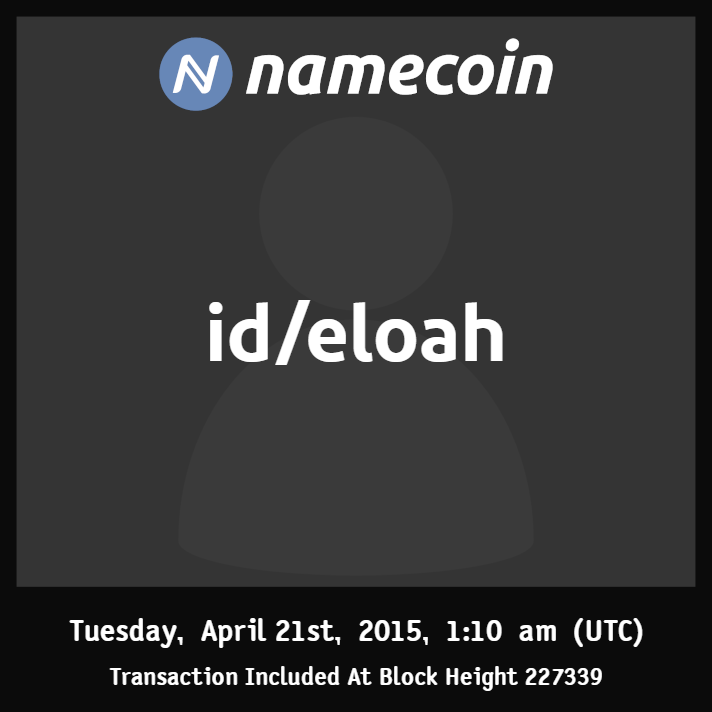 namecoin
id/eloah
Tuesday, April 21st, 2015, 1:10 am (UTC)
Transaction Included At Block Height 227339